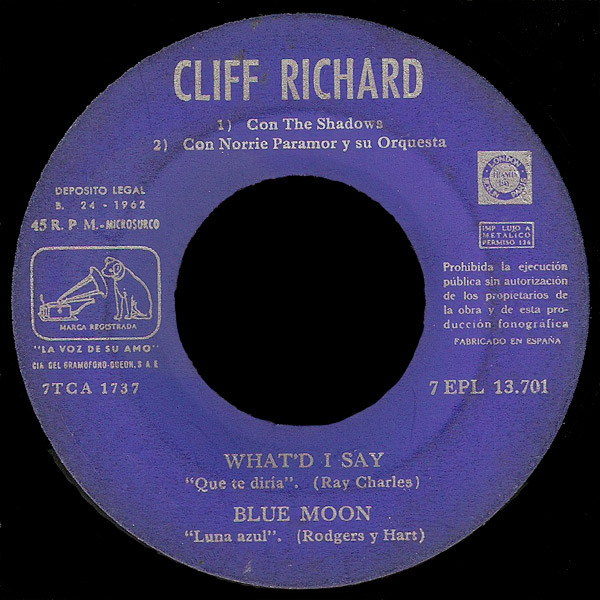 CLIFF RICHARD
1) Con The Shadows
2) Con Norrie Paramor y su Orquesta
DEPOSITO LEGAL
B. 24 - 1962
45 R. P M.-MICROSURCO
MARCA REGISTRADA
"LA VOZ DE SU AMO"
CIA DEL GRAMOFONO-ODEON, S A E
7TCA 1737
LONDON
PARIS
IMP LUJO A
METALICO
PERMISO 136
Prohibida la ejecución
pública sin autorización
de los propietarios de
la obra y de esta pro-
ducción fonográfica
FABRICADO EN ESPAÑA
7 EPL 13.701
WHAT'D I SAY
"Que te diría". (Ray Charles)
BLUE MOON
"Luna azul". (Rodgers y Hart)